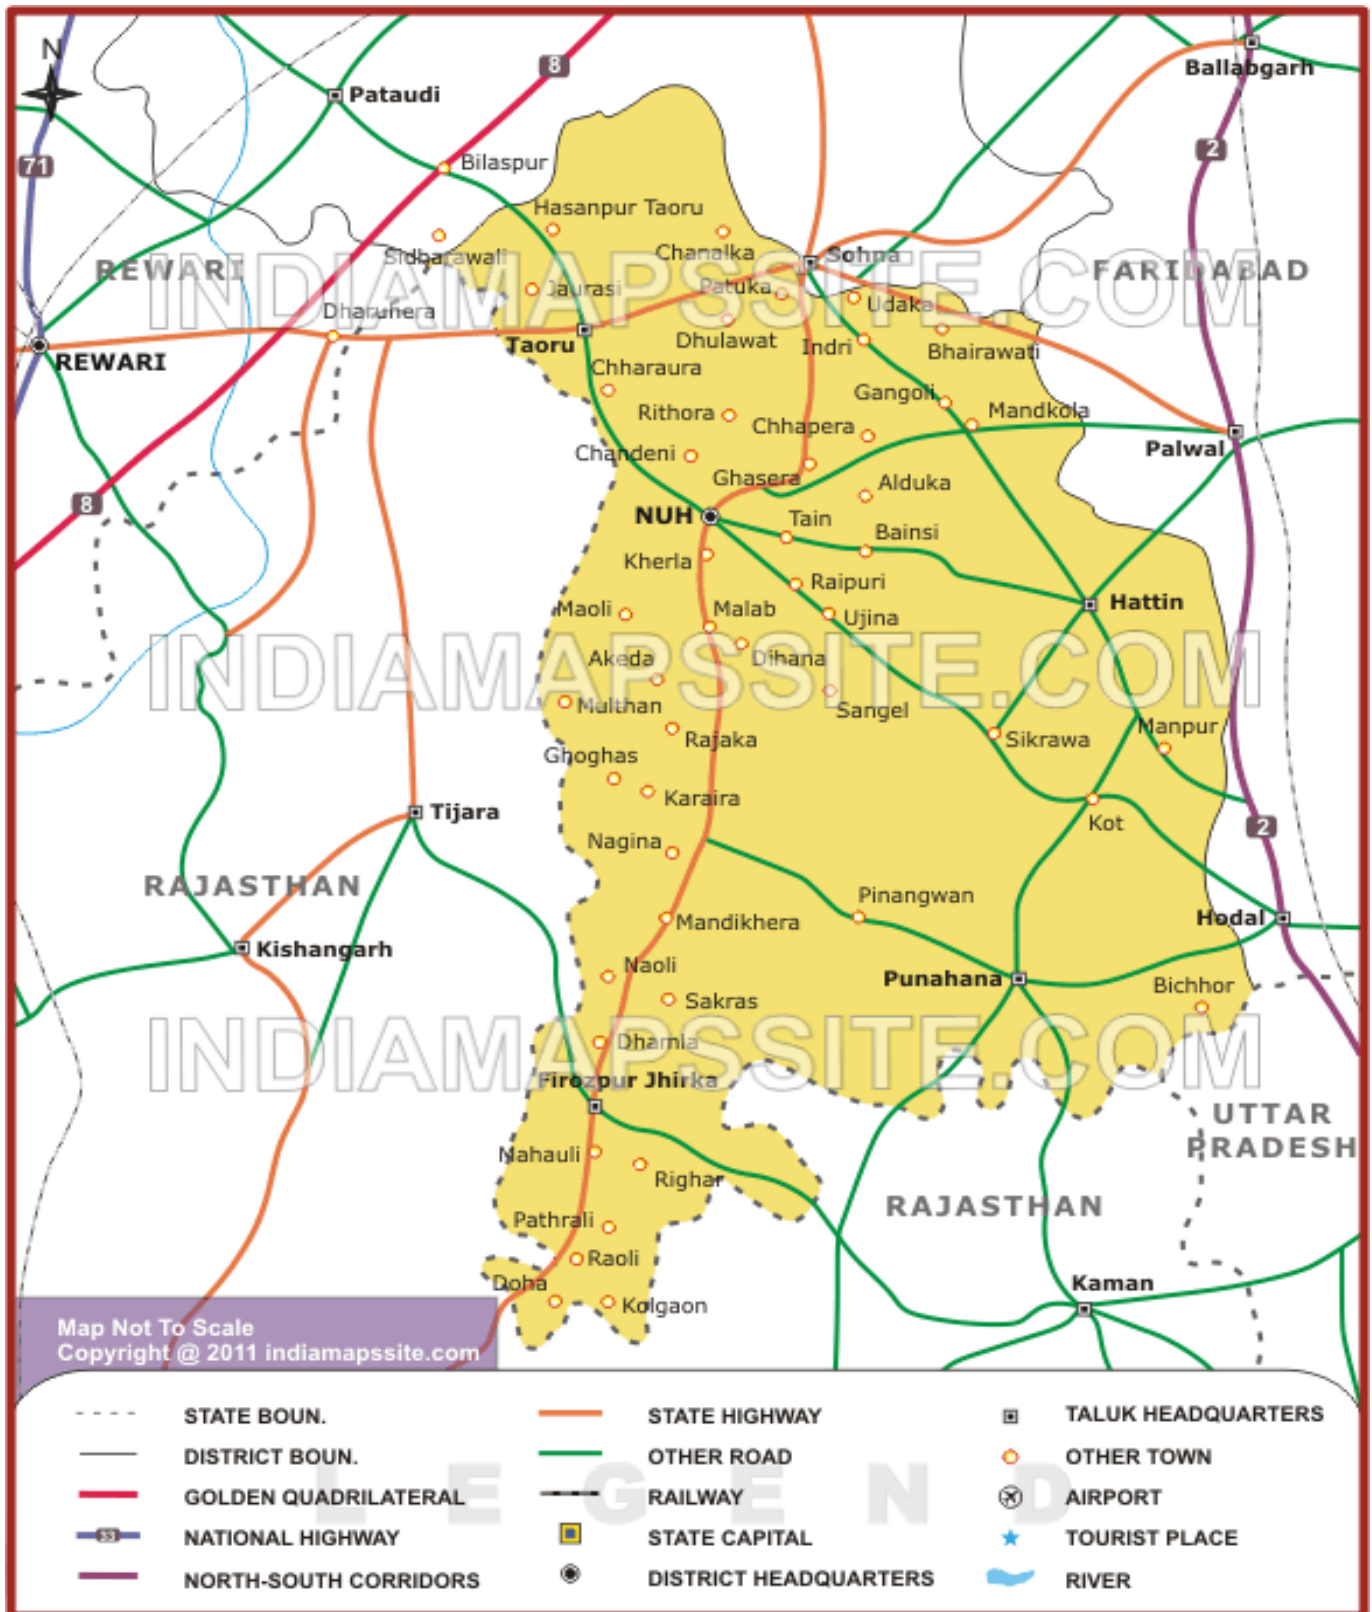 N
8
Ballabgarh
Pataudi
71
2
Bilaspur
Hasanpur Taoru
Sidharawali
Chanalka
Sohna
INDIAMAPSSITE.COM
REWARI
FARIDABAD
Jaurasi
Patuka
Udaka
Dharuhera
Dhulawat
Indri
Bhairawati
Taoru
REWARI
Chharaura
Gangoli
Rithora
Mandkola
Chhapera
Palwal
Chandeni
Ghasera
Alduka
8
NUH
Tain
Bainsi
Kherla
Raipuri
Hattin
Maoli
Malab
Ujina
INDIAMAPSSITE.COM
Akeda
Dihana
Multhan
Sangel
Rajaka
Sikrawa
Manpur
Ghoghas
Karaira
Tijara
Kot
2
Nagina
RAJASTHAN
Pinangwan
Mandikhera
Hodal
Kishangarh
Naoli
Punahana
Bichhor
Sakras
Dhamla
INDIAMAPSSITE.COM
Firozpur Jhirka
UTTAR
PRADESH
Nahauli
Righar
RAJASTHAN
Pathrali
Raoli
Doha
Kolgaon
Kaman
Map Not To Scale
Copyright @ 2011 indiamapssite.com
LEGEND
STATE BOUN.
STATE HIGHWAY
TALUK HEADQUARTERS
DISTRICT BOUN.
OTHER ROAD
OTHER TOWN
GOLDEN QUADRILATERAL
RAILWAY
AIRPORT
33
NATIONAL HIGHWAY
STATE CAPITAL
TOURIST PLACE
NORTH-SOUTH CORRIDORS
DISTRICT HEADQUARTERS
RIVER